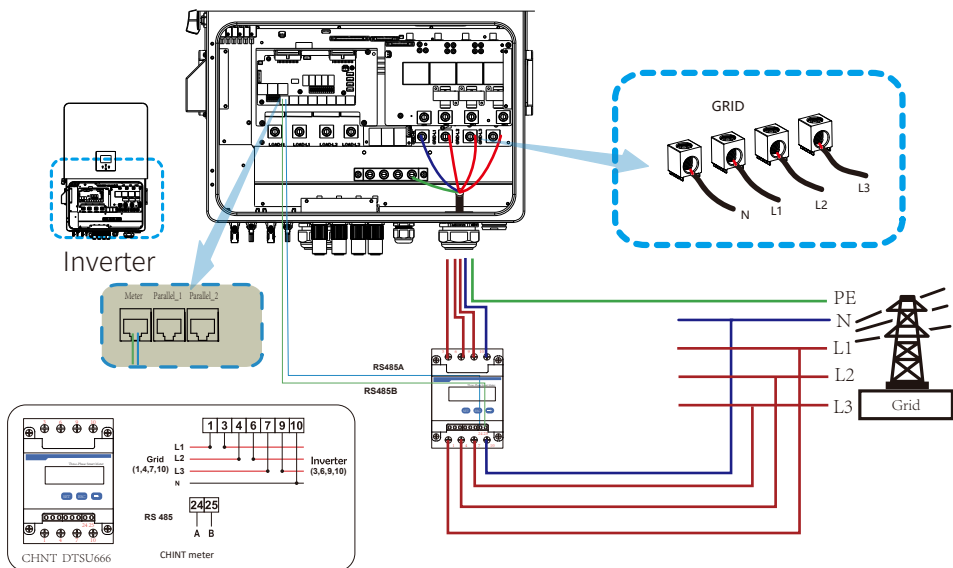 GRID
N
L1
L2
L3
Inverter
Meter
Parallel_1
Parallel_2
RS485A
RS485B
PE
N
L1
L2
L3
Grid
1
3
4
6
7
9
10
L1
L2
L3
N
Grid
(1,4,7,10)
Inverter
(3,6,9,10)
RS 485
24
25
A
B
CHINT meter
CHNT DTSU666
24 25